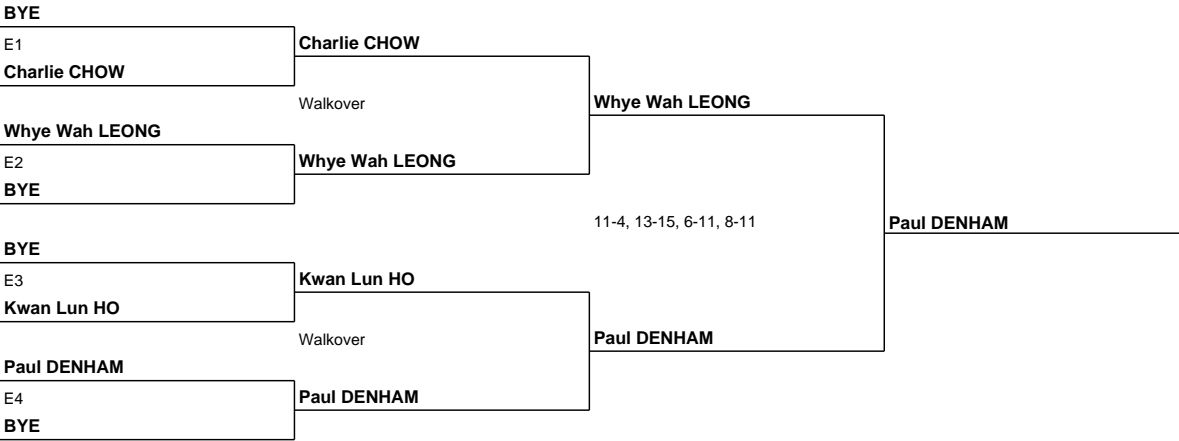 BYE
E1
Charlie CHOW
Charlie CHOW
Walkover
Whye Wah LEONG
Whye Wah LEONG
E2
BYE
Whye Wah LEONG
11-4, 13-15, 6-11, 8-11
Paul DENHAM
BYE
E3
Kwan Lun HO
Kwan Lun HO
Walkover
Paul DENHAM
Paul DENHAM
E4
BYE
Paul DENHAM